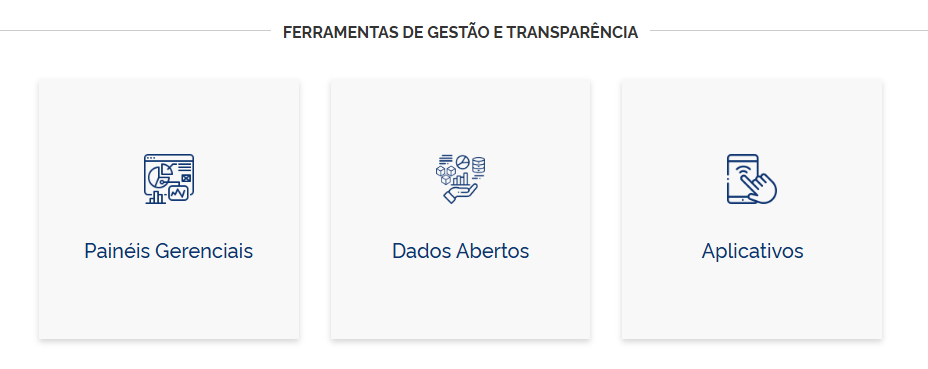 FERRAMENTAS DE GESTÃO E TRANSPARÊNCIA
Painéis Gerenciais
Dados Abertos
Aplicativos